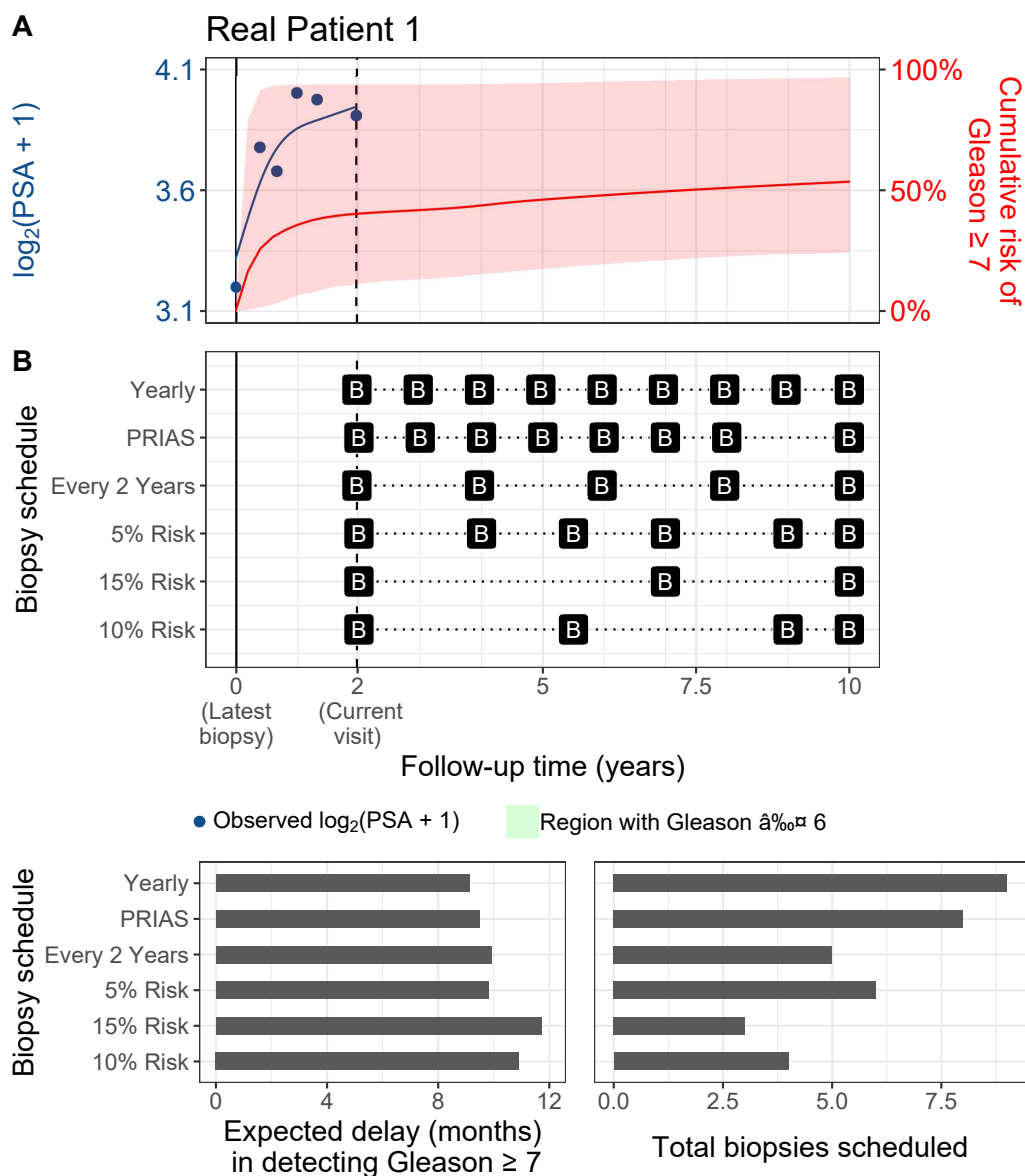 A
Real Patient 1
4.1
3.6
3.1
log₂(PSA + 1)
100%
50%
0%
Cumulative risk of
Gleason ≥ 7
B
Biopsy schedule
Yearly B B B B B B B B B
PRIAS B B B B B B B B
Every 2 Years B B B B B
5% Risk B B B B B B
15% Risk B B B
10% Risk B B B B
0 2 5 7.5 10
(Latest (Current
biopsy) visit)
Follow-up time (years)
Observed log₂(PSA + 1) Region with Gleason â‰¤ 6
Biopsy schedule
Yearly
PRIAS
Every 2 Years
5% Risk
15% Risk
10% Risk
0 4 8 12
Expected delay (months)
in detecting Gleason ≥ 7
0.0 2.5 5.0 7.5
Total biopsies scheduled